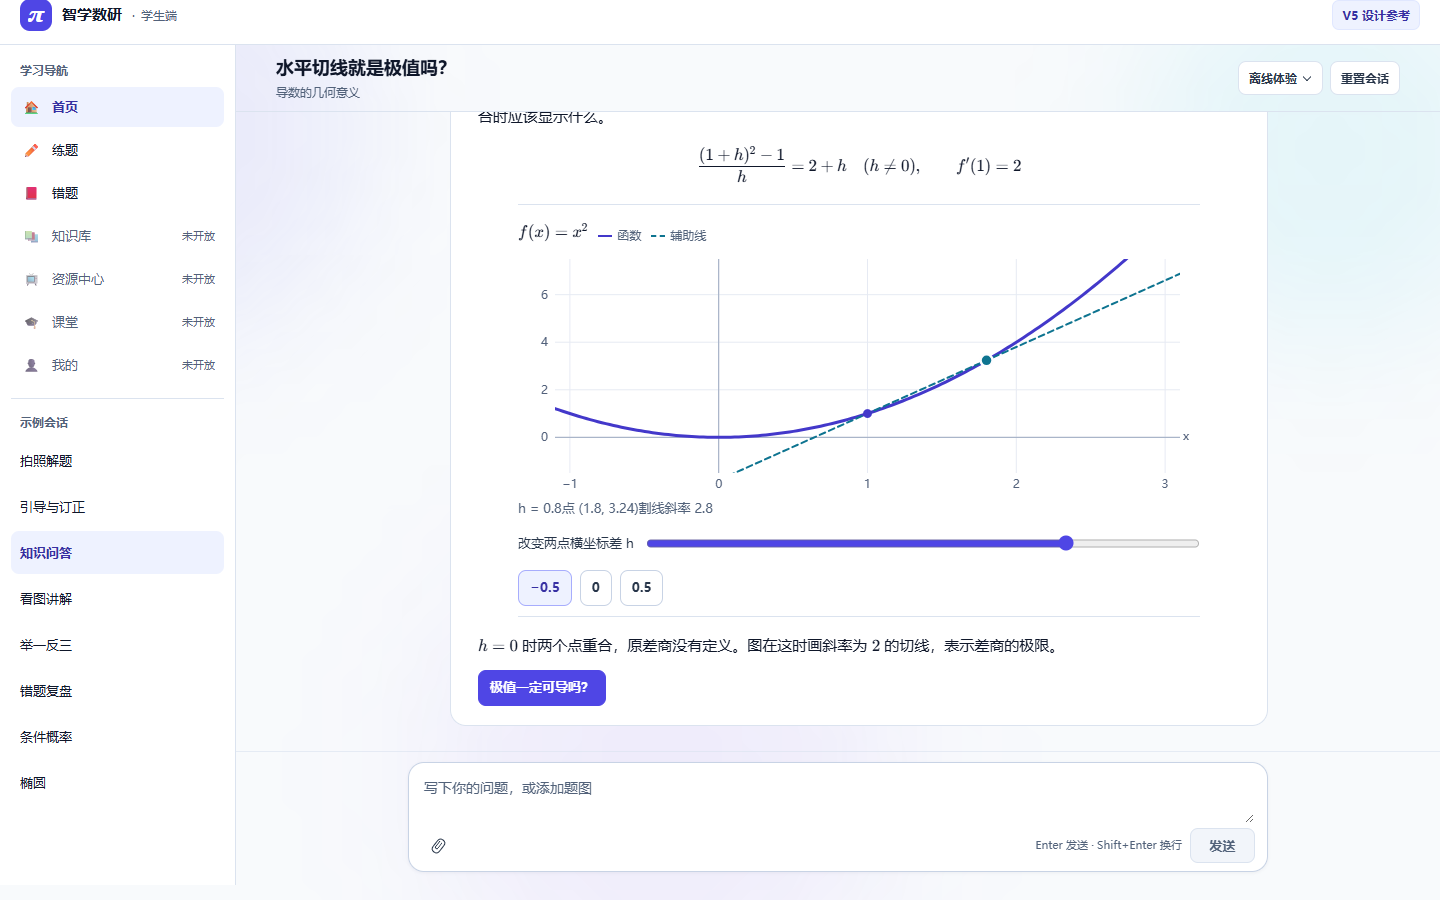 π 智学数研 · 学生端
V5 设计参考
学习导航
首页
练题
错题
知识库 未开放
资源中心 未开放
课堂 未开放
我的 未开放
示例会话
拍照解题
引导与订正
知识问答
看图讲解
举一反三
错题复盘
条件概率
椭圆
水平切线就是极值吗？
导数的几何意义
离线体验
重置会话
合时应该显示什么。
((1 + h)² − 1)/h = 2 + h (h ≠ 0), f′(1) = 2
f(x) = x² 函数 辅助线
6
4
2
0
x
−1 0 1 2 3
h = 0.8点 (1.8, 3.24)割线斜率 2.8
改变两点横坐标差 h
−0.5 0 0.5
h = 0 时两个点重合，原差商没有定义。图在这时画斜率为 2 的切线，表示差商的极限。
极值一定可导吗？
写下你的问题，或添加题图
Enter 发送 · Shift+Enter 换行
发送